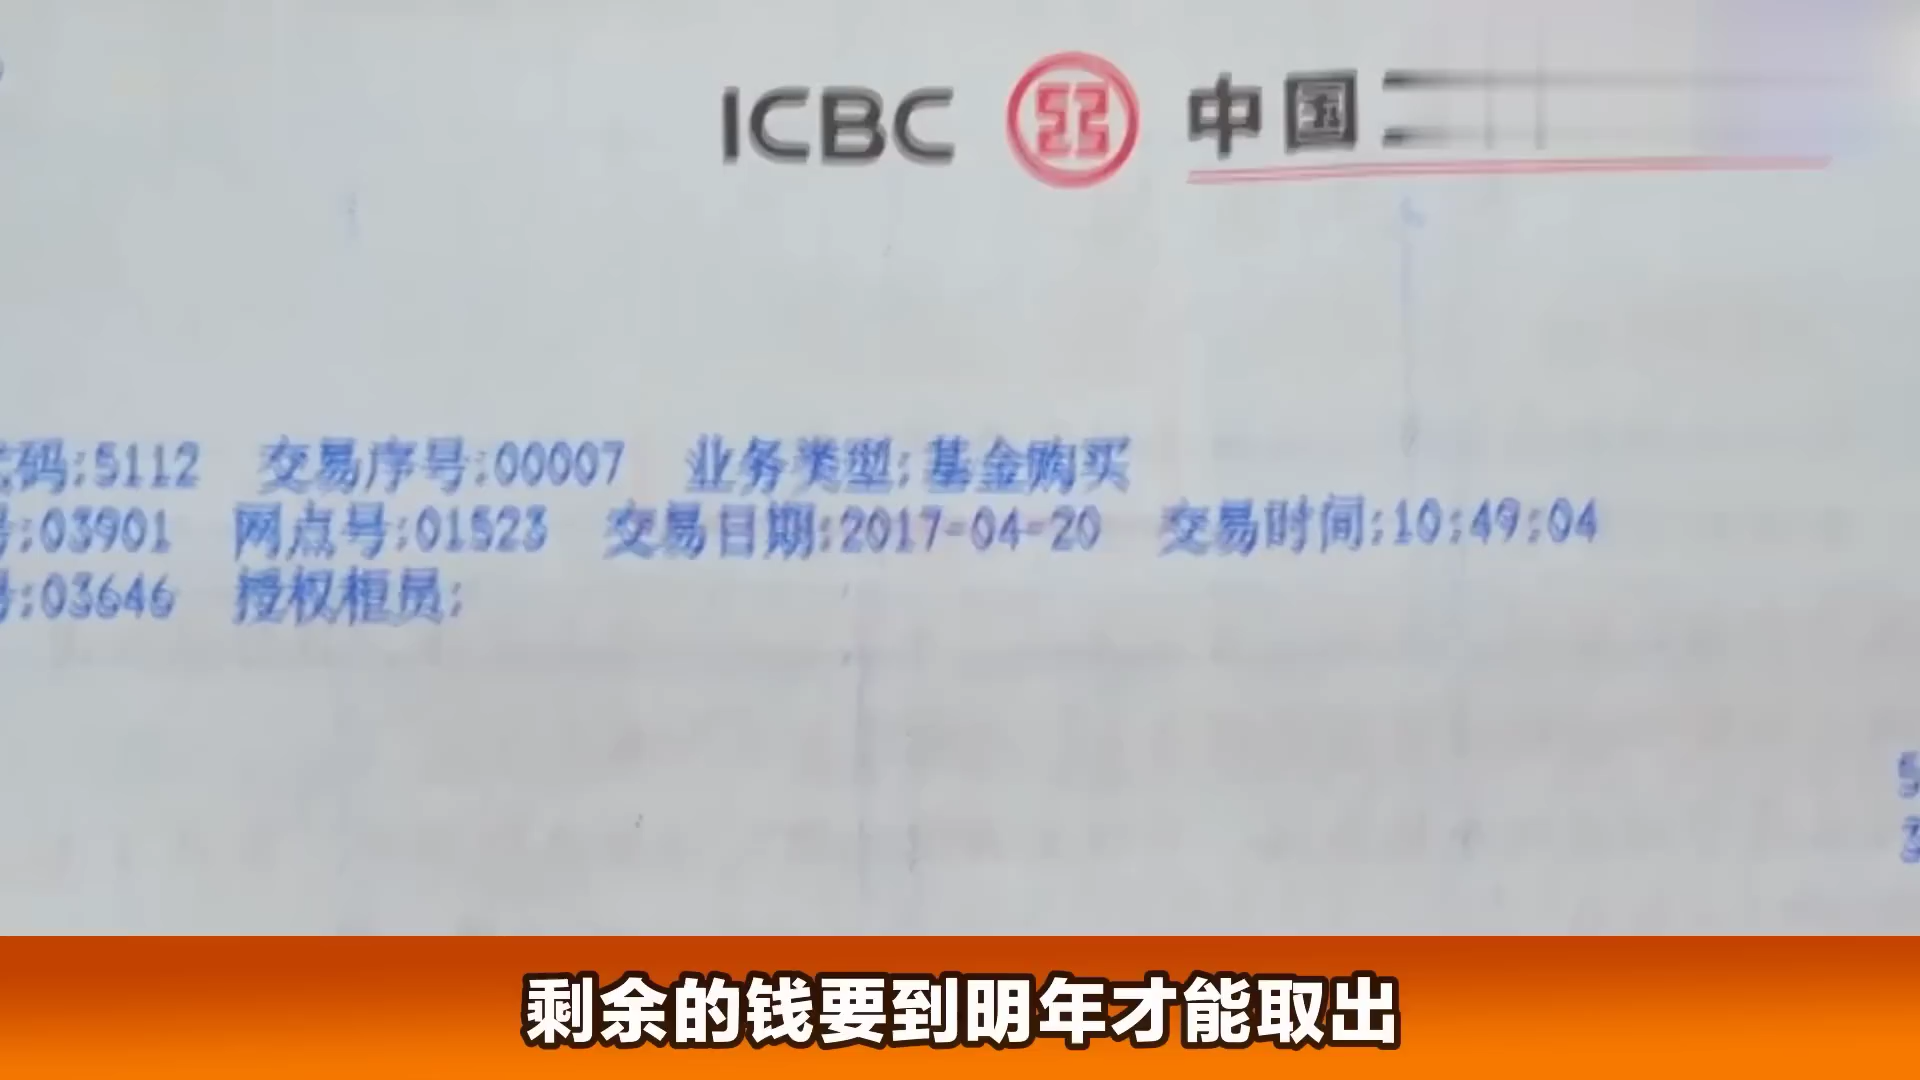 ICBC 中国
码:5112 交易序号:00007 业务类型:基金购买
号:03901 网点号:01523 交易日期:2017-04-20 交易时间:10:49:04
号:03646 授权柜员:
剩余的钱要到明年才能取出